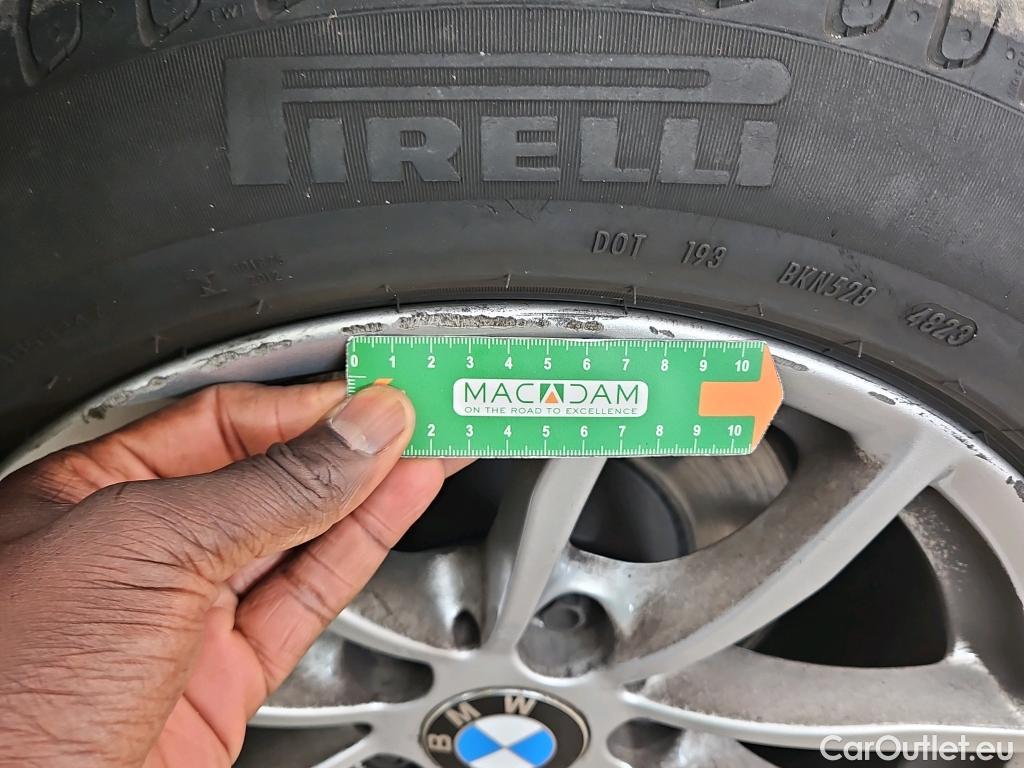 TWI
PIRELLI
DOT 193 BKN528 4823
0 1 2 3 4 5 6 7 8 9 10
MACADAM
ON THE ROAD TO EXCELLENCE
2 3 4 5 6 7 8 9 10
BMW
CarOutlet.eu